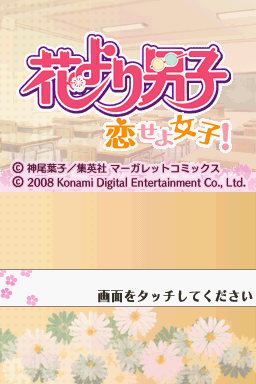 花より男子
恋せよ女子!
© 神尾葉子／集英社 マーガレットコミックス
© 2008 Konami Digital Entertainment Co., Ltd.
画面をタッチしてください